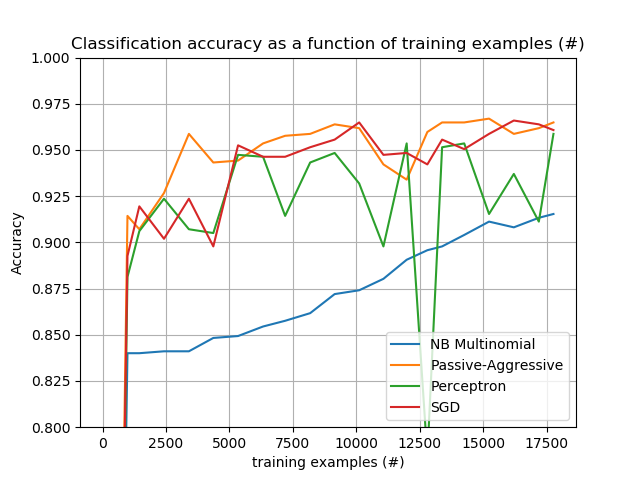 Classification accuracy as a function of training examples (#)
1.000
0.975
0.950
0.925
0.900
0.875
0.850
0.825
0.800
Accuracy
NB Multinomial
Passive-Aggressive
Perceptron
SGD
0 2500 5000 7500 10000 12500 15000 17500
training examples (#)